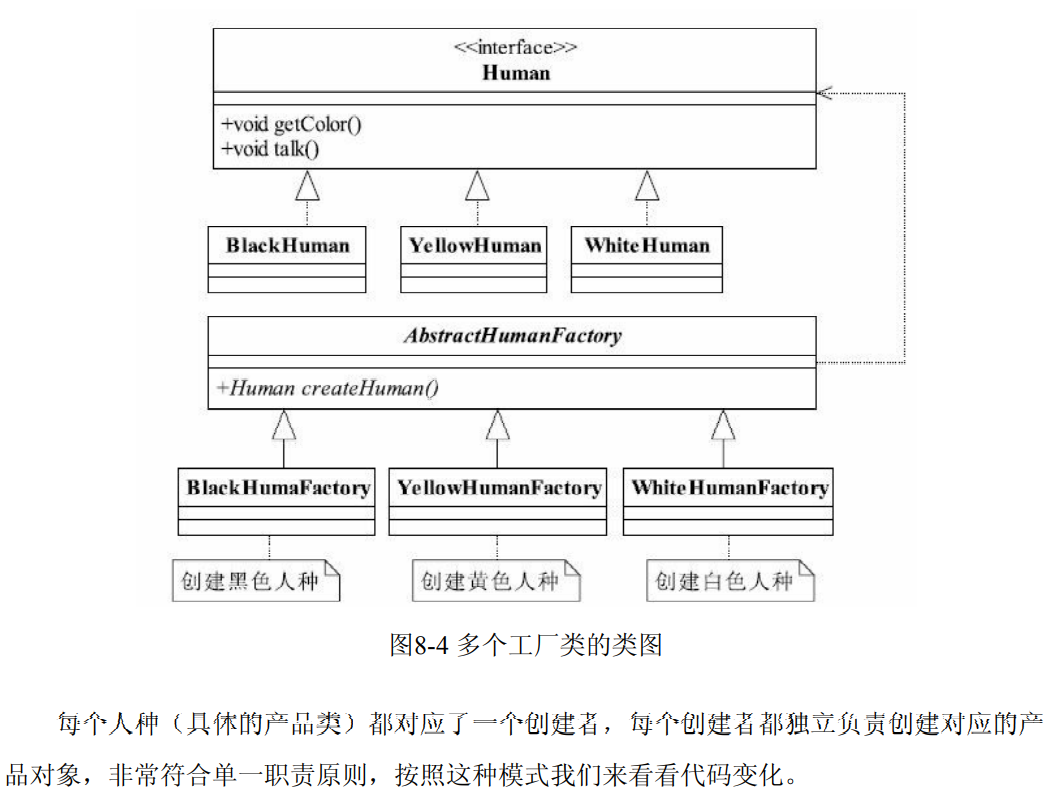 <<interface>>
Human
+void getColor()
+void talk()
BlackHuman YellowHuman WhiteHuman
AbstractHumanFactory
+Human createHuman()
BlackHumaFactory YellowHumanFactory WhiteHumanFactory
创建黑色人种 创建黄色人种 创建白色人种
图8-4 多个工厂类的类图
每个人种（具体的产品类）都对应了一个创建者，每个创建者都独立负责创建对应的产
品对象，非常符合单一职责原则，按照这种模式我们来看看代码变化。